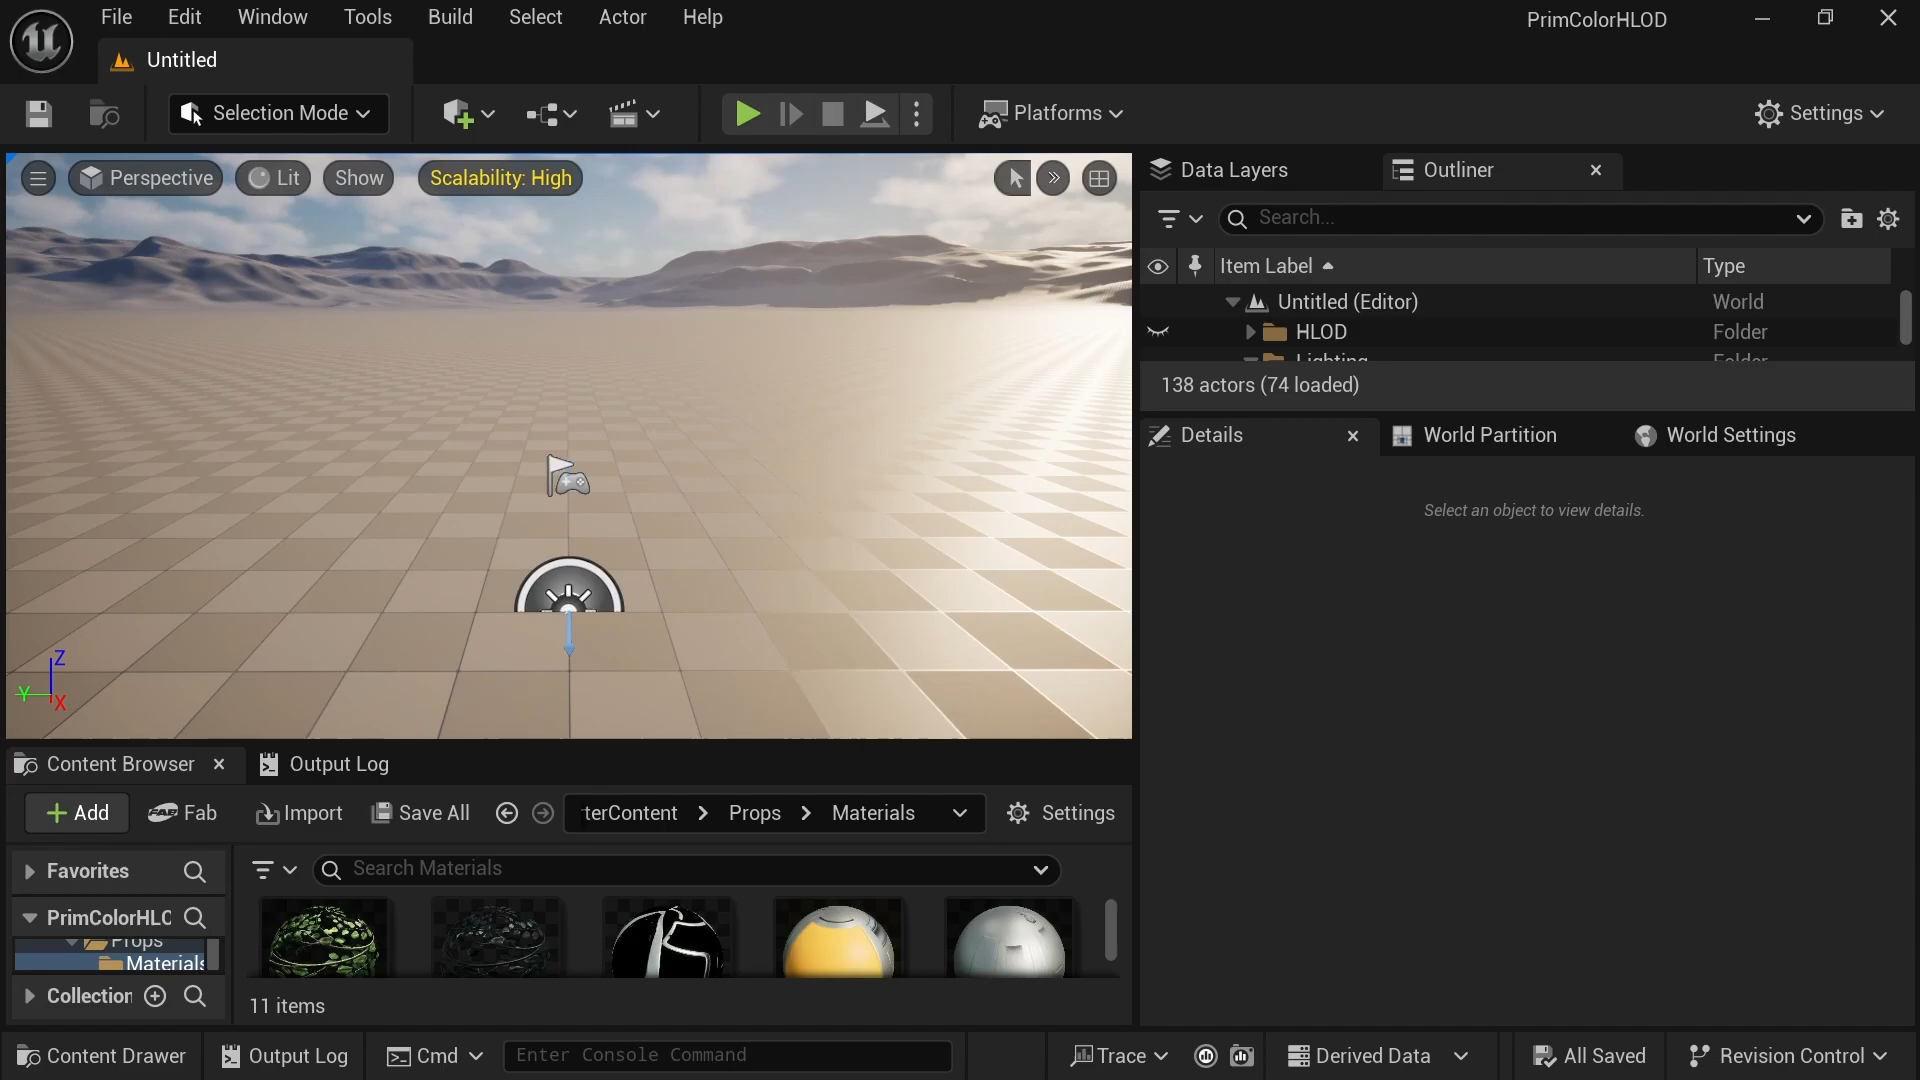 File Edit Window Tools Build Select Actor Help
PrimColorHLOD
Untitled
Selection Mode
Platforms
Settings
Perspective Lit Show Scalability: High
Data Layers
Outliner
Search...
Item Label Type
Untitled (Editor) World
HLOD Folder
Lighting Folder
138 actors (74 loaded)
Details
World Partition
World Settings
Select an object to view details.
Z
Y
X
Content Browser
Output Log
Add Fab Import Save All terContent Props Materials Settings
Favorites
Search Materials
PrimColorHLO
Props
Materials
Collection
11 items
Content Drawer Output Log Cmd Enter Console Command Trace Derived Data All Saved Revision Control